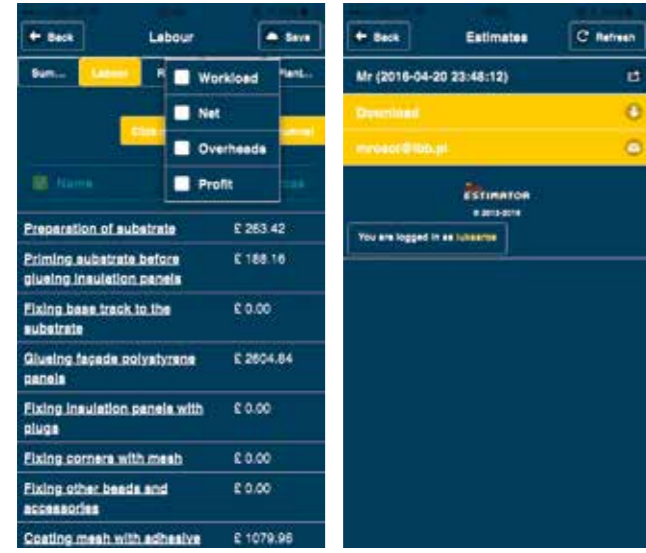 Back
Labour
Save
Sum...
Labour
Plant...
Workload
Net
Overheads
Profit
Name
Preparation of substrate
£ 263.42
Priming substrate before
glueing insulation panels
£ 188.16
Fixing base track to the
substrate
£ 0.00
Glueing façade polystyrene
panels
£ 2604.84
Fixing insulation panels with
plugs
£ 0.00
Fixing corners with mesh
£ 0.00
Fixing other beads and
accessories
£ 0.00
Coating mesh with adhesive
£ 1079.96
Back
Estimates
Refresh
Mr (2016-04-20 23:48:12)
Download
ESTIMATOR
You are logged in as